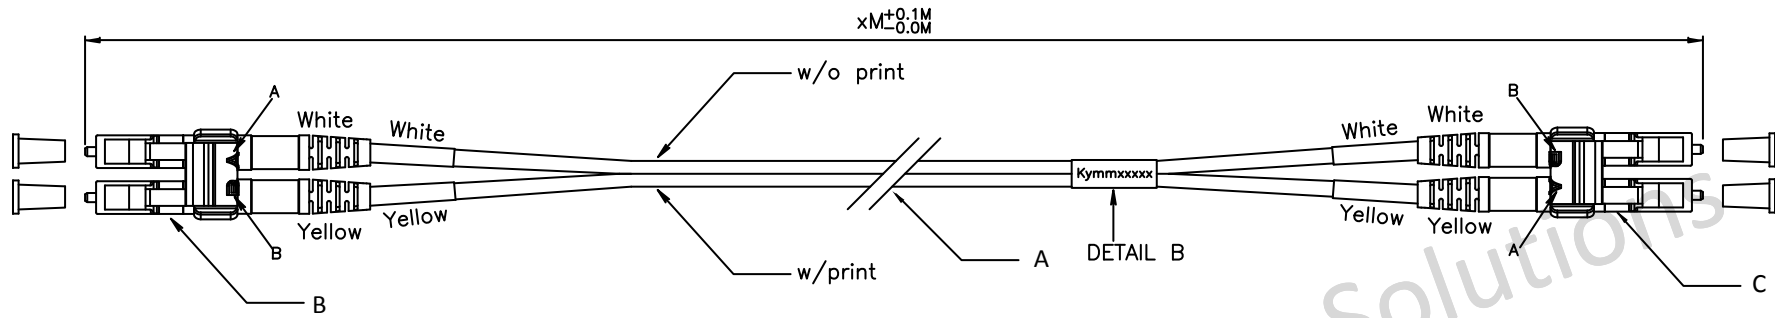 xM +0.1M
-0.0M
w/o print
A
White
White
B
White
White
Kymmxxxxx
Yellow
Yellow
B
Yellow
Yellow
A
w/print
A
DETAIL B
B
C
Solutions